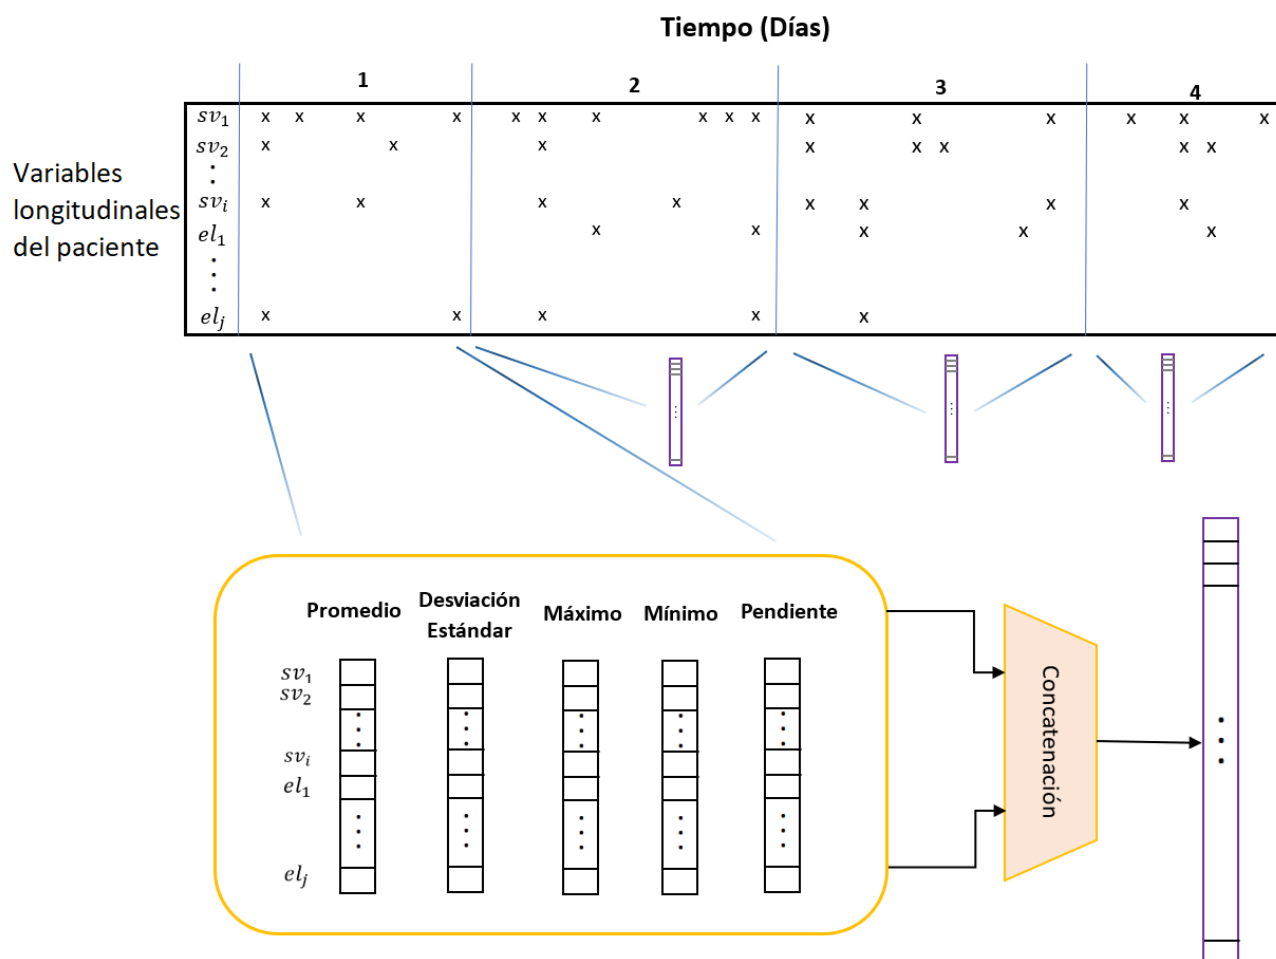 Tiempo (Días)
1 2 3 4
Variables
longitudinales
del paciente
sv₁ x x x x x x x x x x x x x x x x
sv₂ x x x x x x x x
⋮
svᵢ x x x x x x x x
el₁ x x x x x
⋮
elⱼ x x x x x
⋮ ⋮ ⋮
Promedio Desviación Estándar Máximo Mínimo Pendiente
sv₁
sv₂
⋮ ⋮ ⋮ ⋮ ⋮
svᵢ
el₁
⋮ ⋮ ⋮ ⋮ ⋮
elⱼ
Concatenación
⋮